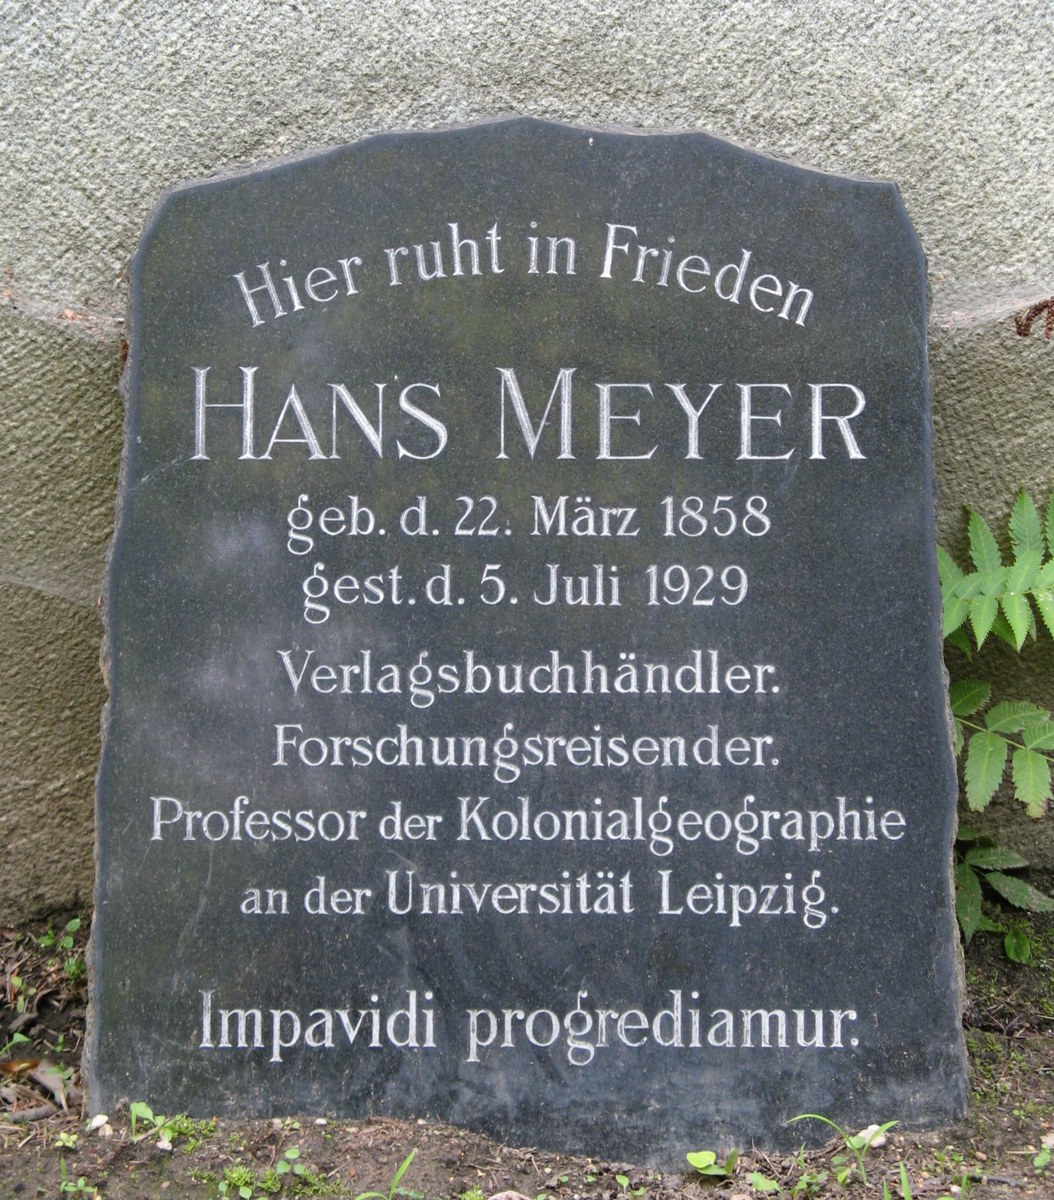 Hier ruht in Frieden
HANS MEYER
geb. d. 22. März 1858
gest. d. 5. Juli 1929
Verlagsbuchhändler.
Forschungsreisender.
Professor der Kolonialgeographie
an der Universität Leipzig.
Impavidi progrediamur.